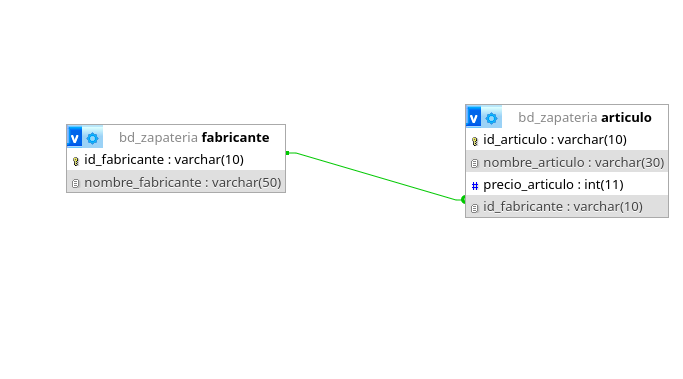 bd_zapateria fabricante
id_fabricante : varchar(10)
nombre_fabricante : varchar(50)
bd_zapateria articulo
id_articulo : varchar(10)
nombre_articulo : varchar(30)
# precio_articulo : int(11)
id_fabricante : varchar(10)